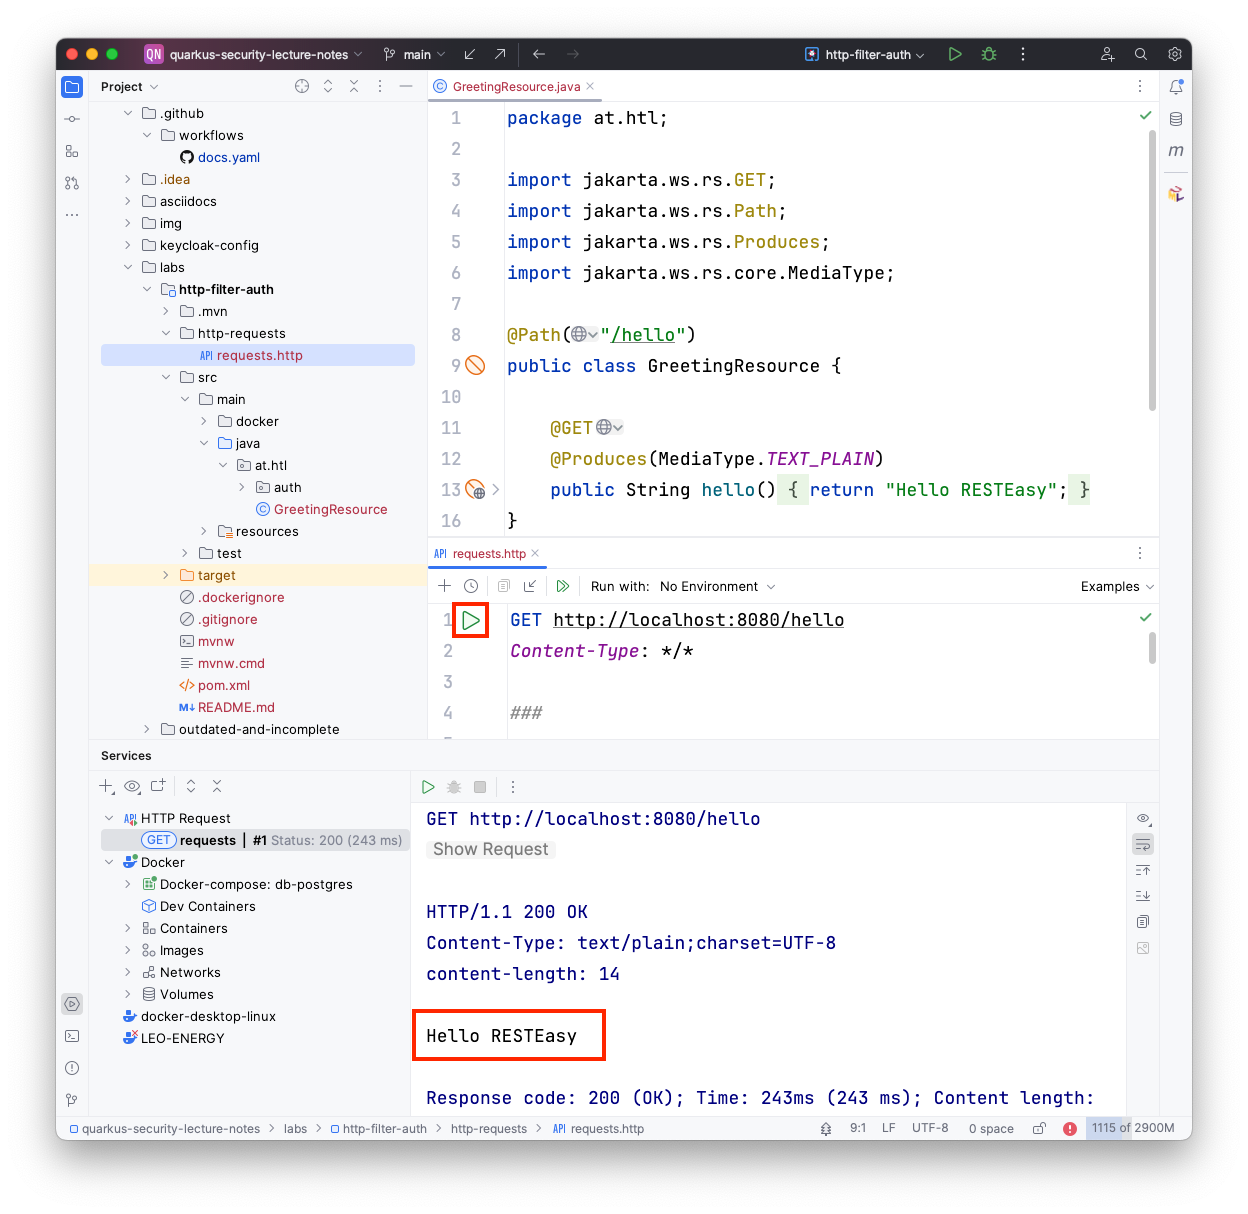 QN quarkus-security-lecture-notes main http-filter-auth
Project
.github
workflows
docs.yaml
.idea
asciidocs
img
keycloak-config
labs
http-filter-auth
.mvn
http-requests
API requests.http
src
main
docker
java
at.htl
auth
GreetingResource
resources
test
target
.dockerignore
.gitignore
mvnw
mvnw.cmd
pom.xml
M↓ README.md
outdated-and-incomplete
GreetingResource.java
1 package at.htl;
2
3 import jakarta.ws.rs.GET;
4 import jakarta.ws.rs.Path;
5 import jakarta.ws.rs.Produces;
6 import jakarta.ws.rs.core.MediaType;
7
8 @Path("/hello")
9 public class GreetingResource {
10
11 @GET
12 @Produces(MediaType.TEXT_PLAIN)
13 public String hello() { return "Hello RESTEasy"; }
16 }
m
API requests.http
Run with: No Environment Examples
1 GET http://localhost:8080/hello
2 Content-Type: */*
3
4 ###
Services
API HTTP Request
GET requests | #1 Status: 200 (243 ms)
Docker
Docker-compose: db-postgres
Dev Containers
Containers
Images
Networks
Volumes
docker-desktop-linux
LEO-ENERGY
GET http://localhost:8080/hello
Show Request
HTTP/1.1 200 OK
Content-Type: text/plain;charset=UTF-8
content-length: 14
Hello RESTEasy
Response code: 200 (OK); Time: 243ms (243 ms); Content length:
quarkus-security-lecture-notes > labs > http-filter-auth > http-requests > API requests.http 9:1 LF UTF-8 0 space 1115 of 2900M